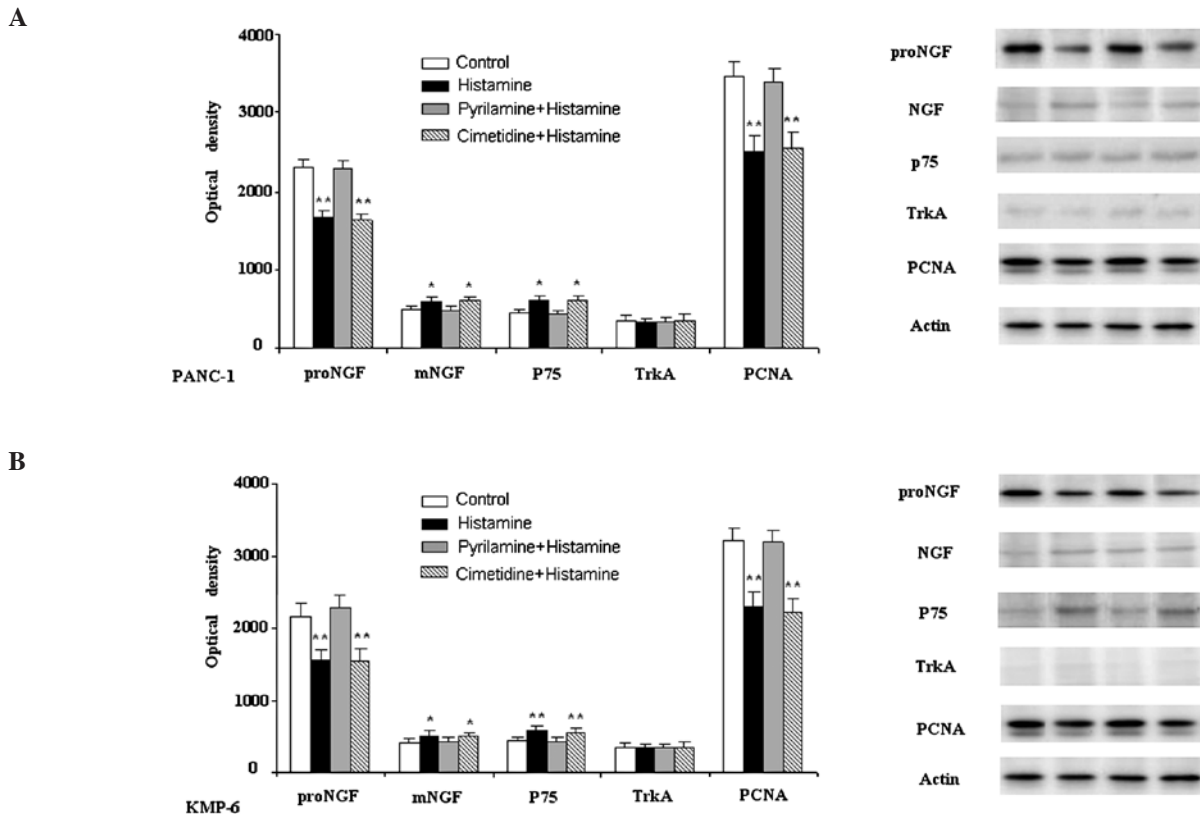 A
4000
3000
2000
1000
0
Optical density
Control
Histamine
Pyrilamine+Histamine
Cimetidine+Histamine
** ** * * * * ** **
PANC-1 proNGF mNGF P75 TrkA PCNA
proNGF
NGF
p75
TrkA
PCNA
Actin
B
4000
3000
2000
1000
0
Optical density
Control
Histamine
Pyrilamine+Histamine
Cimetidine+Histamine
** ** * * ** ** ** **
KMP-6 proNGF mNGF P75 TrkA PCNA
proNGF
NGF
P75
TrkA
PCNA
Actin